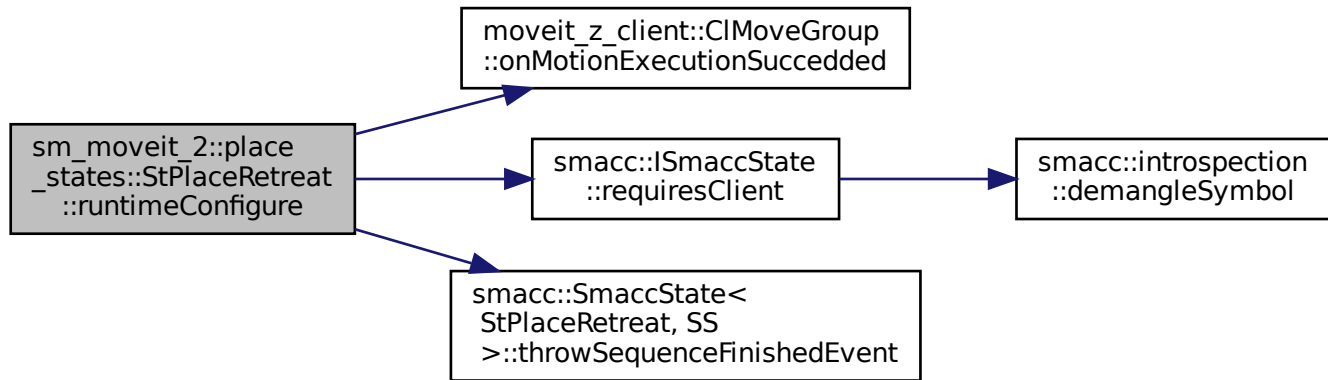 sm_moveit_2::place
_states::StPlaceRetreat
::runtimeConfigure
moveit_z_client::ClMoveGroup
::onMotionExecutionSuccedded
smacc::ISmaccState
::requiresClient
smacc::introspection
::demangleSymbol
smacc::SmaccState<
StPlaceRetreat, SS
>::throwSequenceFinishedEvent